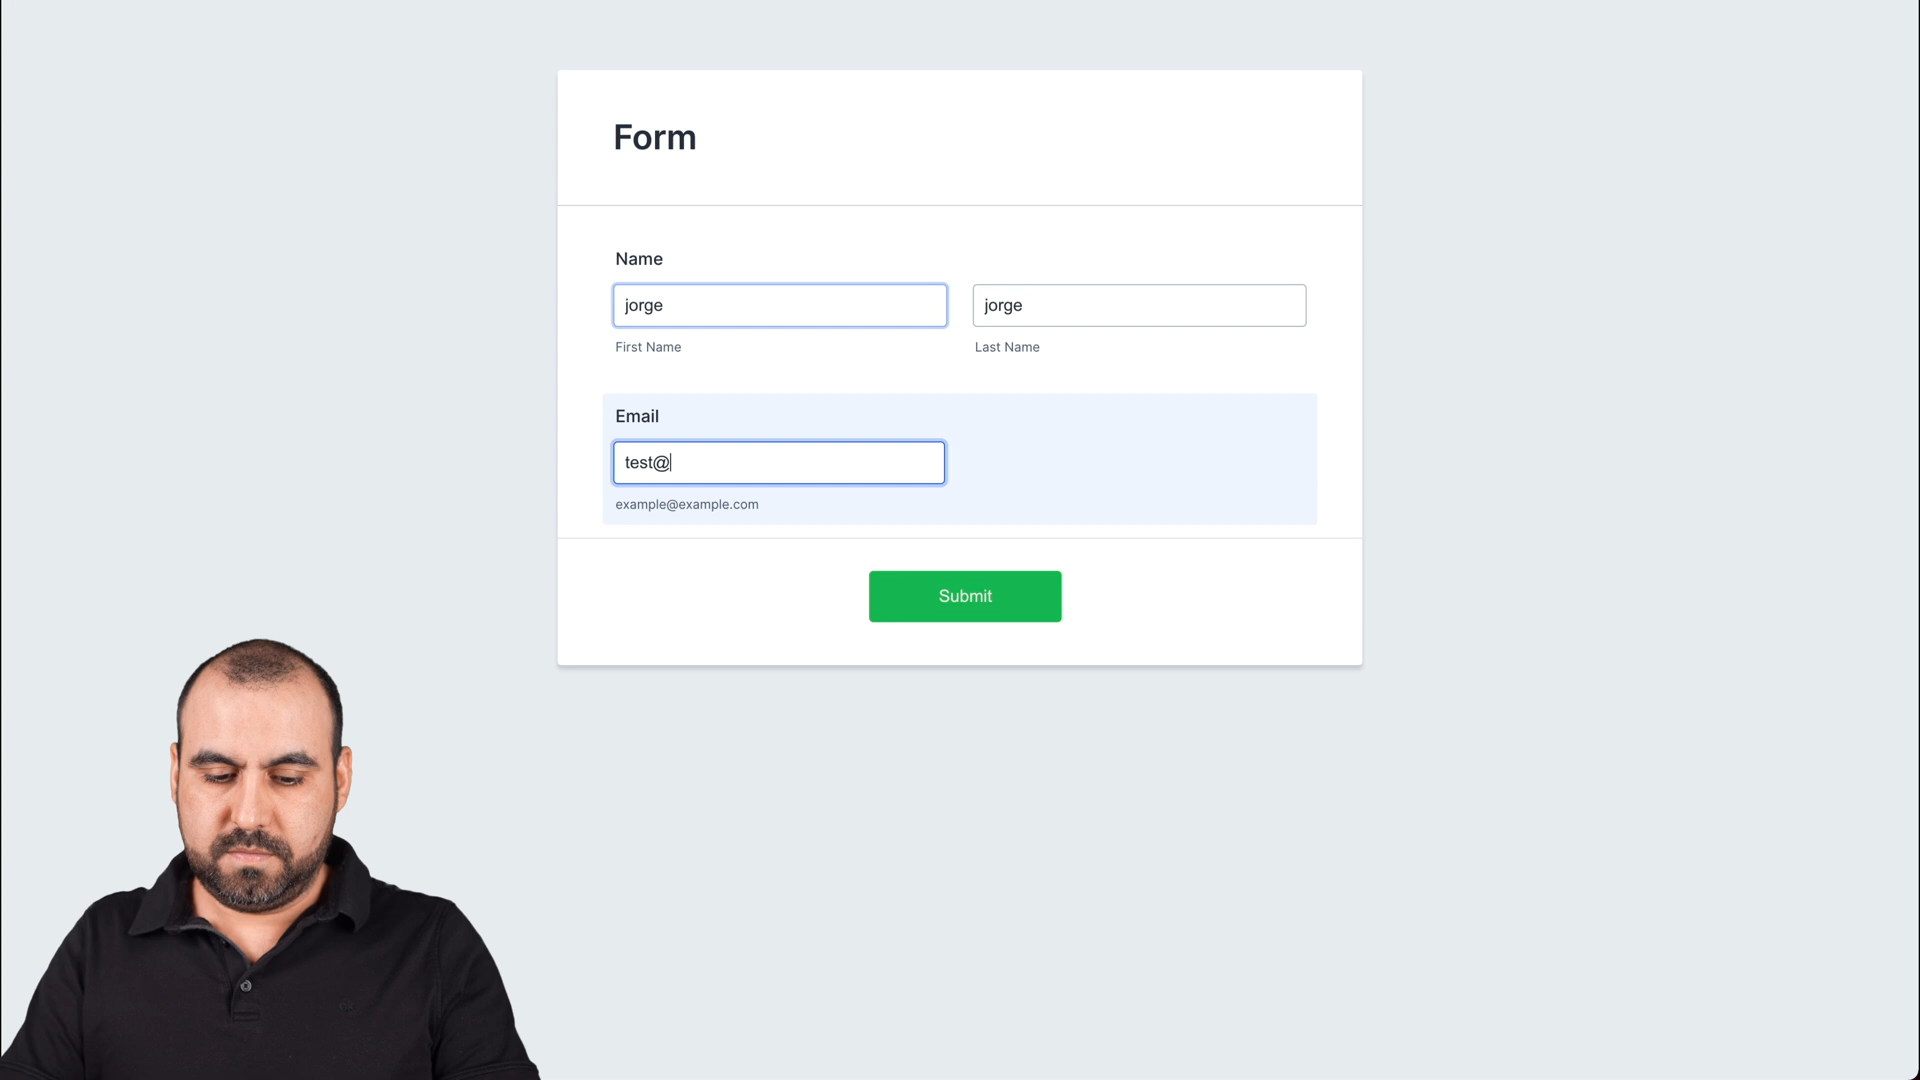 Form
Name
jorge jorge
First Name Last Name
Email
test@
example@example.com
Submit